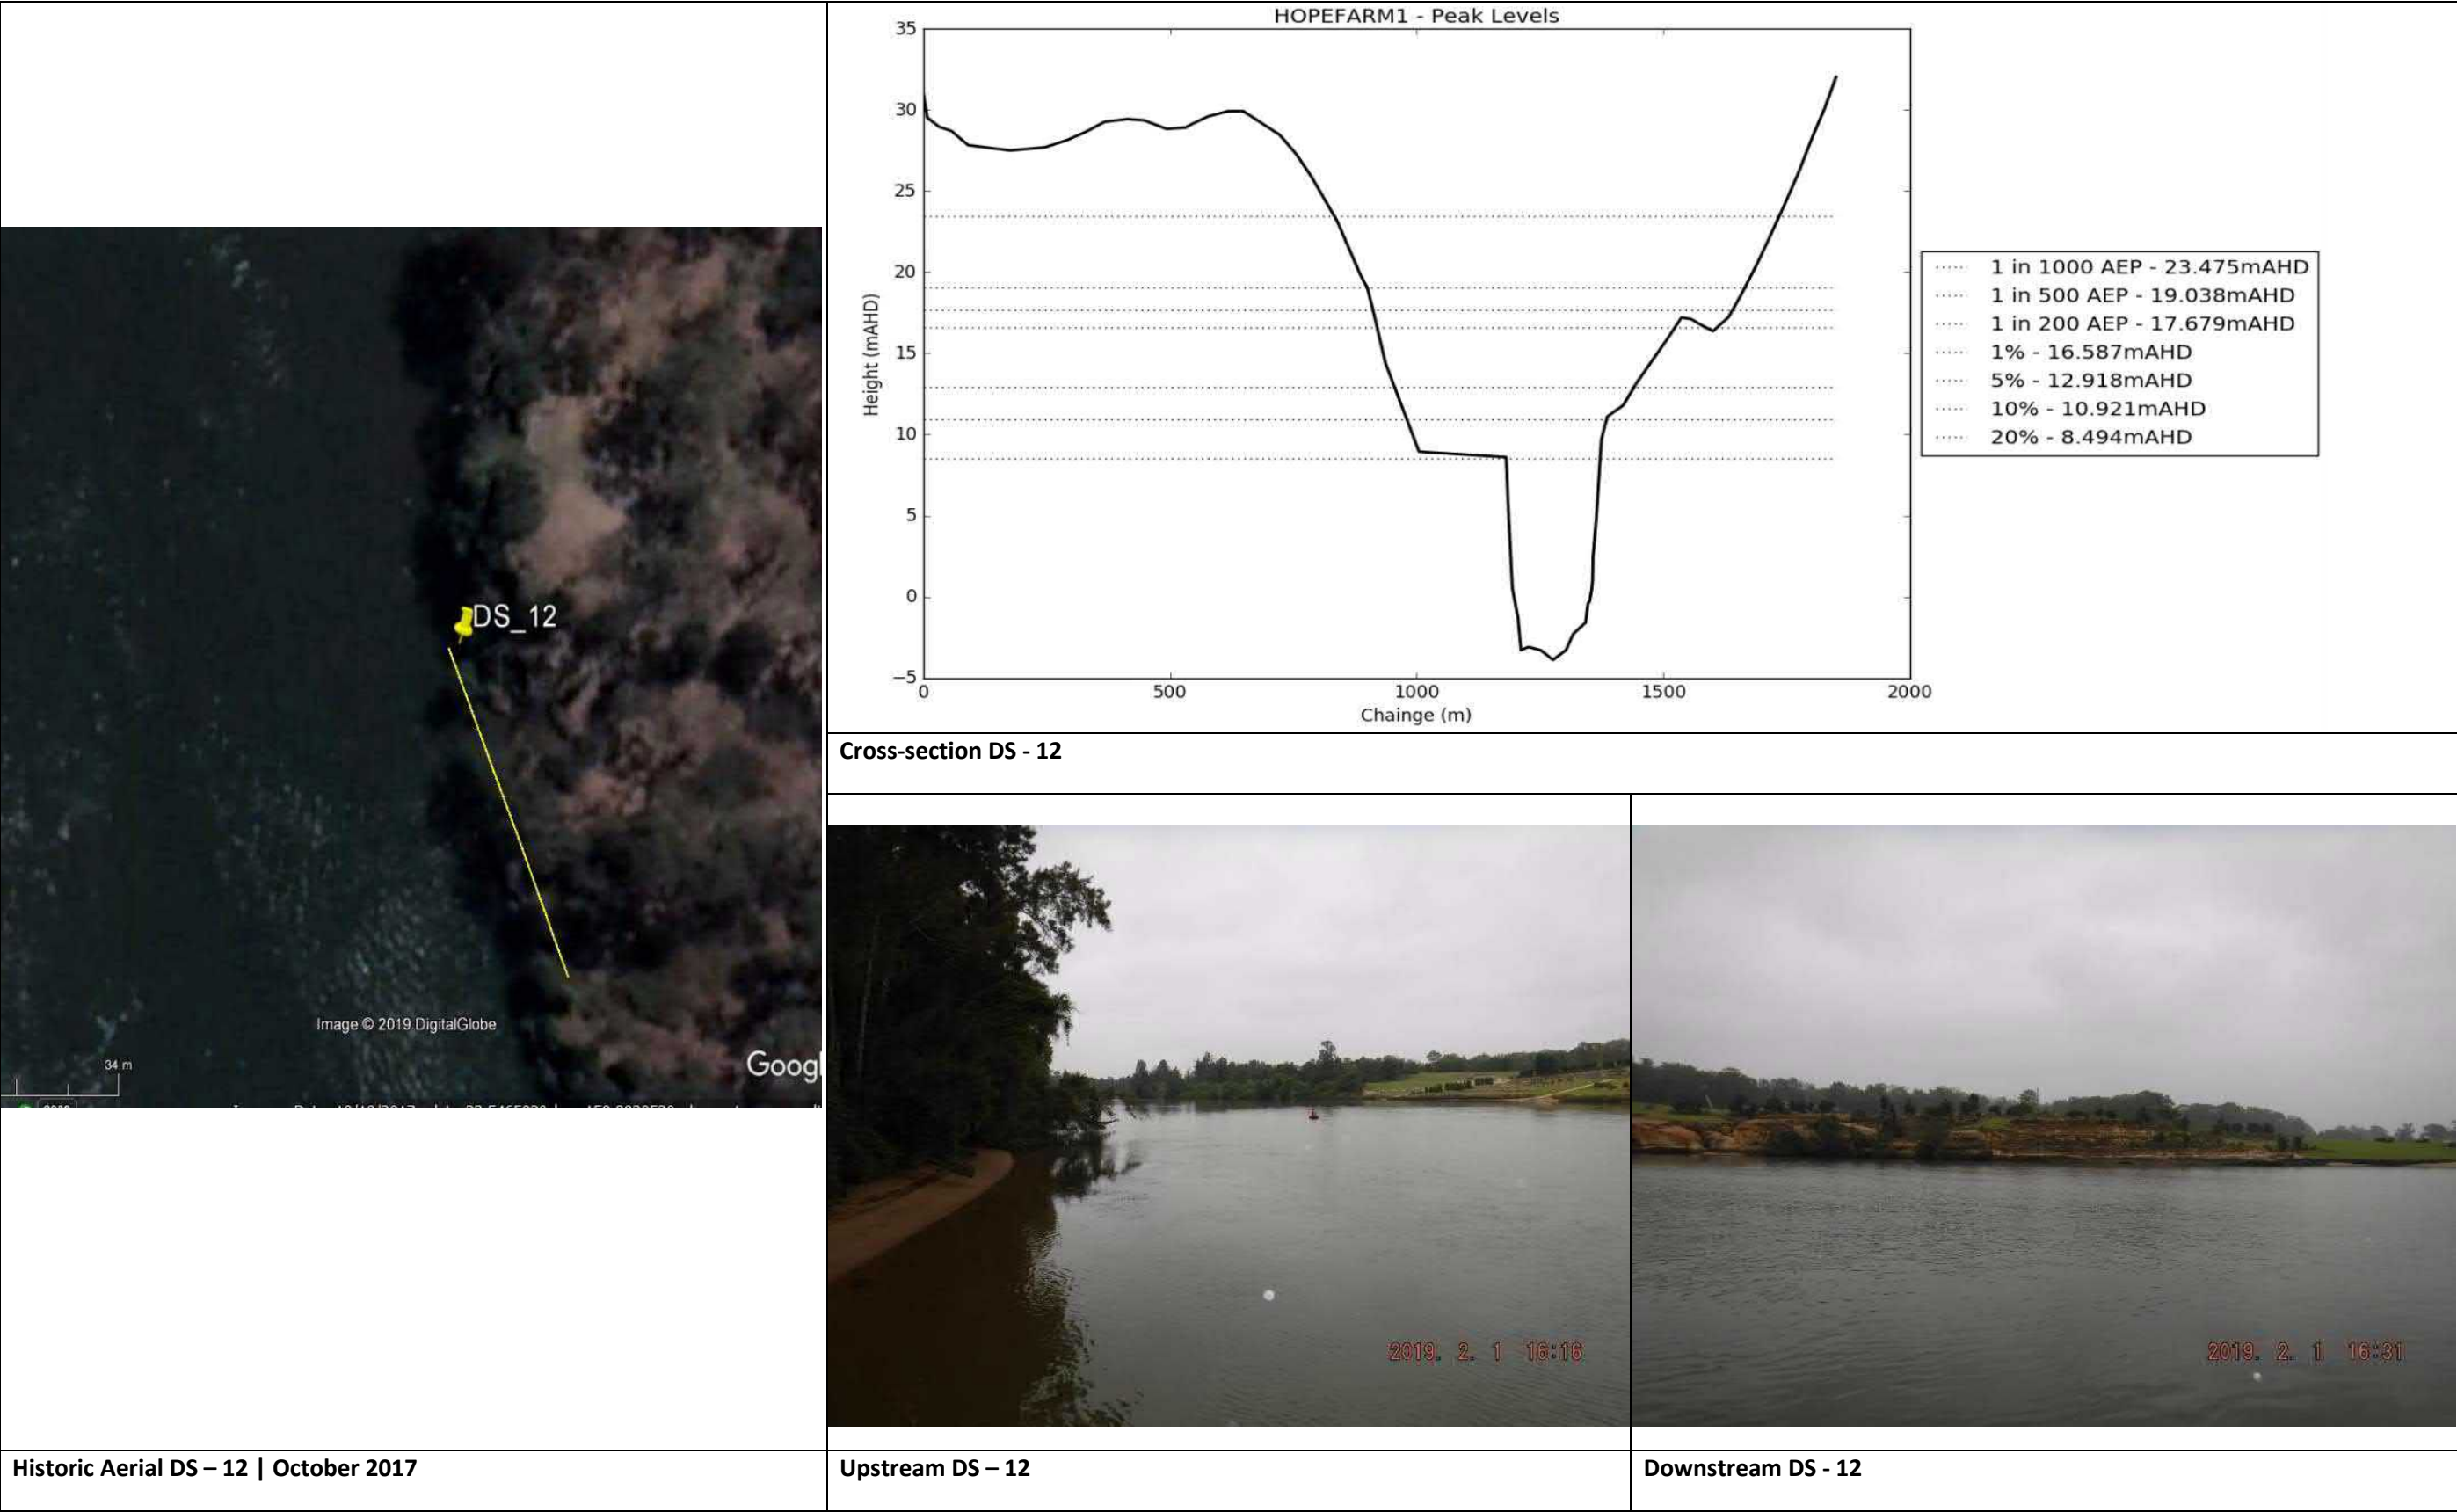 HOPEFARM1 - Peak Levels
35
30
25
20
15
10
5
0
−5
Height (mAHD)
0 500 1000 1500 2000
Chainge (m)
1 in 1000 AEP - 23.475mAHD
1 in 500 AEP - 19.038mAHD
1 in 200 AEP - 17.679mAHD
1% - 16.587mAHD
5% - 12.918mAHD
10% - 10.921mAHD
20% - 8.494mAHD
DS_12
Image © 2019 DigitalGlobe
34 m
Googl
Cross-section DS - 12
2019. 2. 1 16:16
2019. 2. 1 16:31
Historic Aerial DS – 12 | October 2017
Upstream DS – 12
Downstream DS - 12